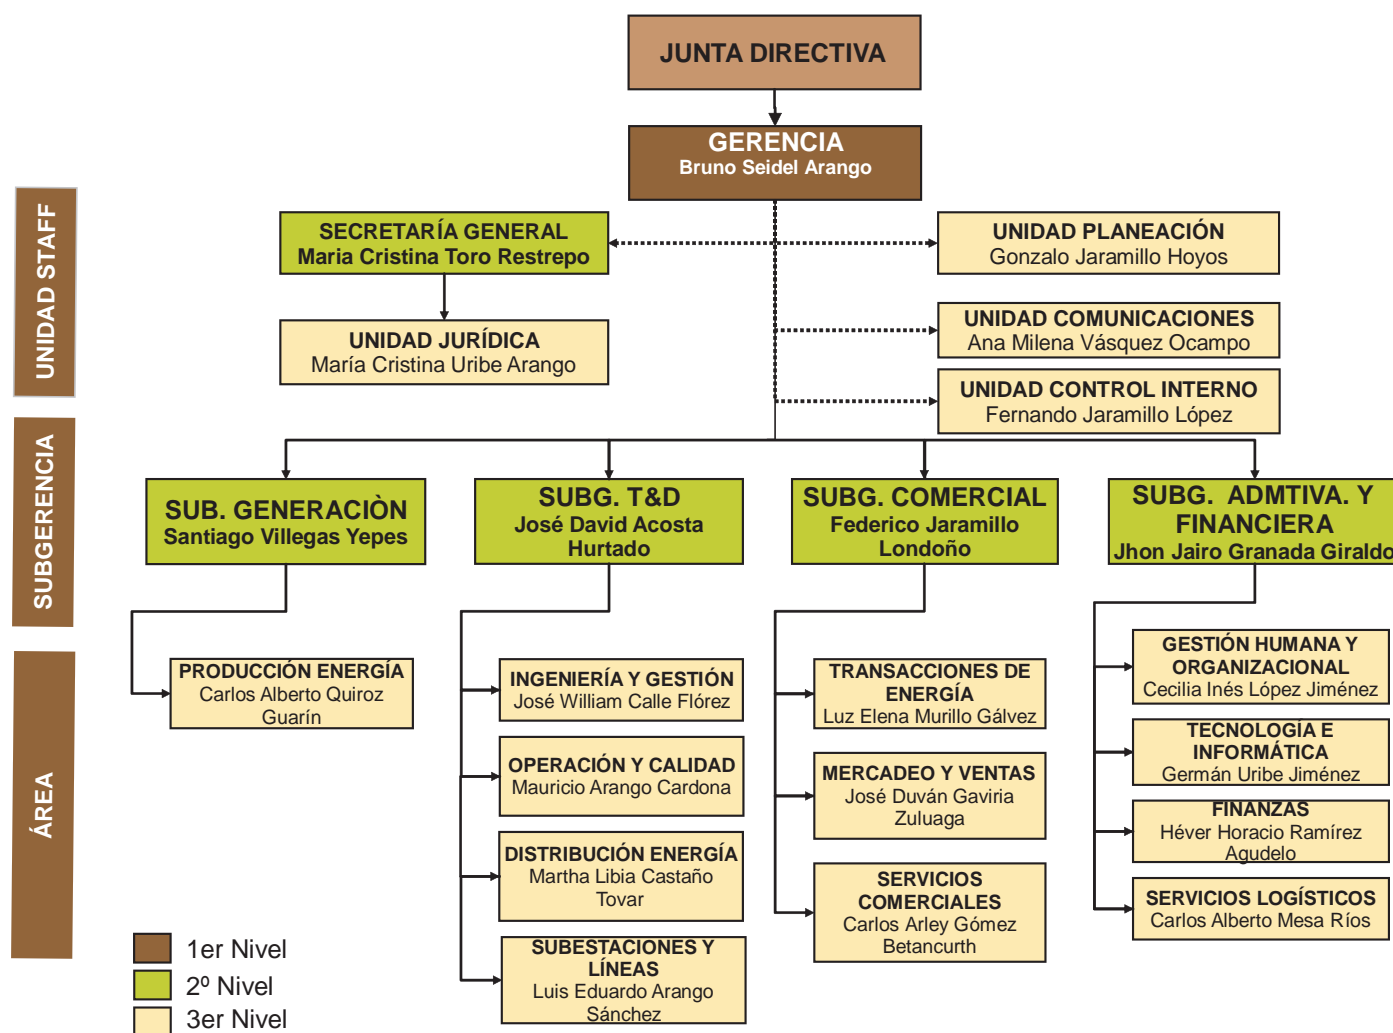 JUNTA DIRECTIVA
GERENCIA
Bruno Seidel Arango
UNIDAD STAFF
SECRETARÍA GENERAL
Maria Cristina Toro Restrepo
UNIDAD PLANEACIÓN
Gonzalo Jaramillo Hoyos
UNIDAD JURÍDICA
María Cristina Uribe Arango
UNIDAD COMUNICACIONES
Ana Milena Vásquez Ocampo
UNIDAD CONTROL INTERNO
Fernando Jaramillo López
SUBGERENCIA
SUB. GENERACIÒN
Santiago Villegas Yepes
SUBG. T&D
José David Acosta
Hurtado
SUBG. COMERCIAL
Federico Jaramillo
Londoño
SUBG. ADMTIVA. Y
FINANCIERA
Jhon Jairo Granada Giraldo
ÁREA
PRODUCCIÓN ENERGÍA
Carlos Alberto Quiroz
Guarín
INGENIERÍA Y GESTIÓN
José William Calle Flórez
OPERACIÓN Y CALIDAD
Mauricio Arango Cardona
DISTRIBUCIÓN ENERGÍA
Martha Libia Castaño
Tovar
SUBESTACIONES Y
LÍNEAS
Luis Eduardo Arango
Sánchez
TRANSACCIONES DE
ENERGÍA
Luz Elena Murillo Gálvez
MERCADEO Y VENTAS
José Duván Gaviria
Zuluaga
SERVICIOS
COMERCIALES
Carlos Arley Gómez
Betancurth
GESTIÓN HUMANA Y
ORGANIZACIONAL
Cecilia Inés López Jiménez
TECNOLOGÍA E
INFORMÁTICA
Germán Uribe Jiménez
FINANZAS
Héver Horacio Ramírez
Agudelo
SERVICIOS LOGÍSTICOS
Carlos Alberto Mesa Ríos
1er Nivel
2º Nivel
3er Nivel